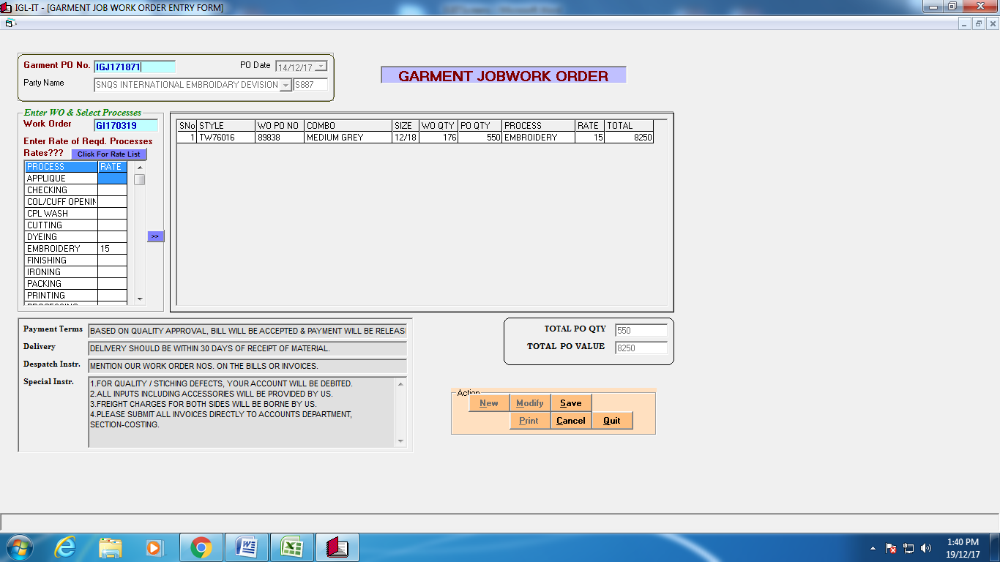 IGL-IT - [GARMENT JOB WORK ORDER ENTRY FORM]
Garment PO No. IGJ171871 PO Date 14/12/17
Party Name SNQS INTERNATIONAL EMBROIDARY DEVISION S887
GARMENT JOBWORK ORDER
Enter WO & Select Processes
Work Order GI170319
Enter Rate of Reqd. Processes
Rates??? Click For Rate List
PROCESS RATE
APPLIQUE
CHECKING
COL/CUFF OPENIN
CPL WASH
CUTTING
DYEING
EMBROIDERY 15
FINISHING
IRONING
PACKING
PRINTING
>>
SNo STYLE WO PO NO COMBO SIZE WO QTY PO QTY PROCESS RATE TOTAL
1 TW76016 89838 MEDIUM GREY 12/18 176 550 EMBROIDERY 15 8250
Payment Terms BASED ON QUALITY APPROVAL, BILL WILL BE ACCEPTED & PAYMENT WILL BE RELEAS
Delivery DELIVERY SHOULD BE WITHIN 30 DAYS OF RECEIPT OF MATERIAL.
Despatch Instr. MENTION OUR WORK ORDER NOS. ON THE BILLS OR INVOICES.
Special Instr. 1.FOR QUALITY / STICHING DEFECTS, YOUR ACCOUNT WILL BE DEBITED.
2.ALL INPUTS INCLUDING ACCESSORIES WILL BE PROVIDED BY US.
3.FREIGHT CHARGES FOR BOTH SIDES WILL BE BORNE BY US.
4.PLEASE SUBMIT ALL INVOICES DIRECTLY TO ACCOUNTS DEPARTMENT,
SECTION-COSTING.
TOTAL PO QTY 550
TOTAL PO VALUE 8250
Action
New Modify Save
Print Cancel Quit
1:40 PM
19/12/17